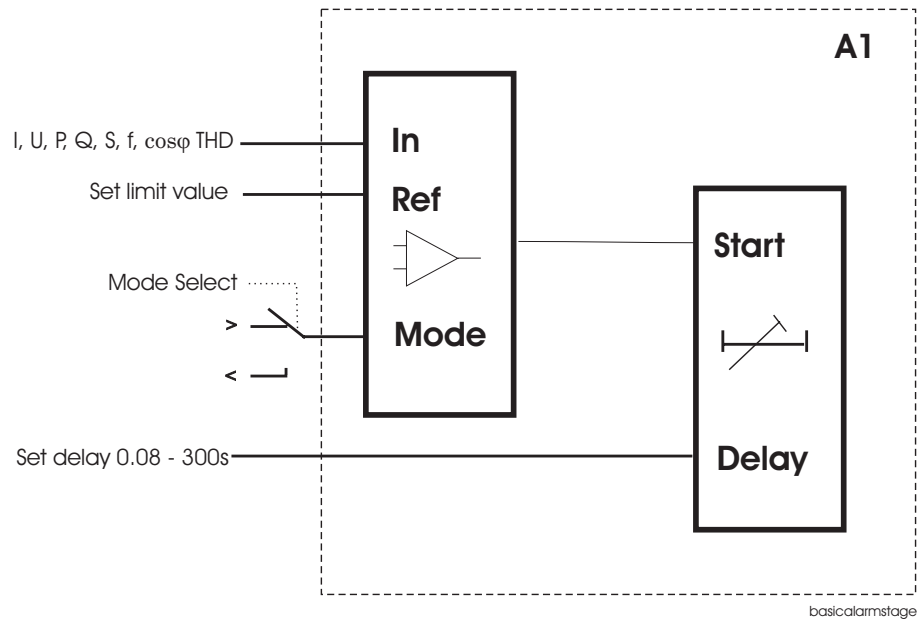 A1
I, U, P, Q, S, f, cosφ THD
In
Set limit value
Ref
Start
Mode Select
>
Mode
<
Set delay 0.08 - 300s
Delay
basicalarmstage